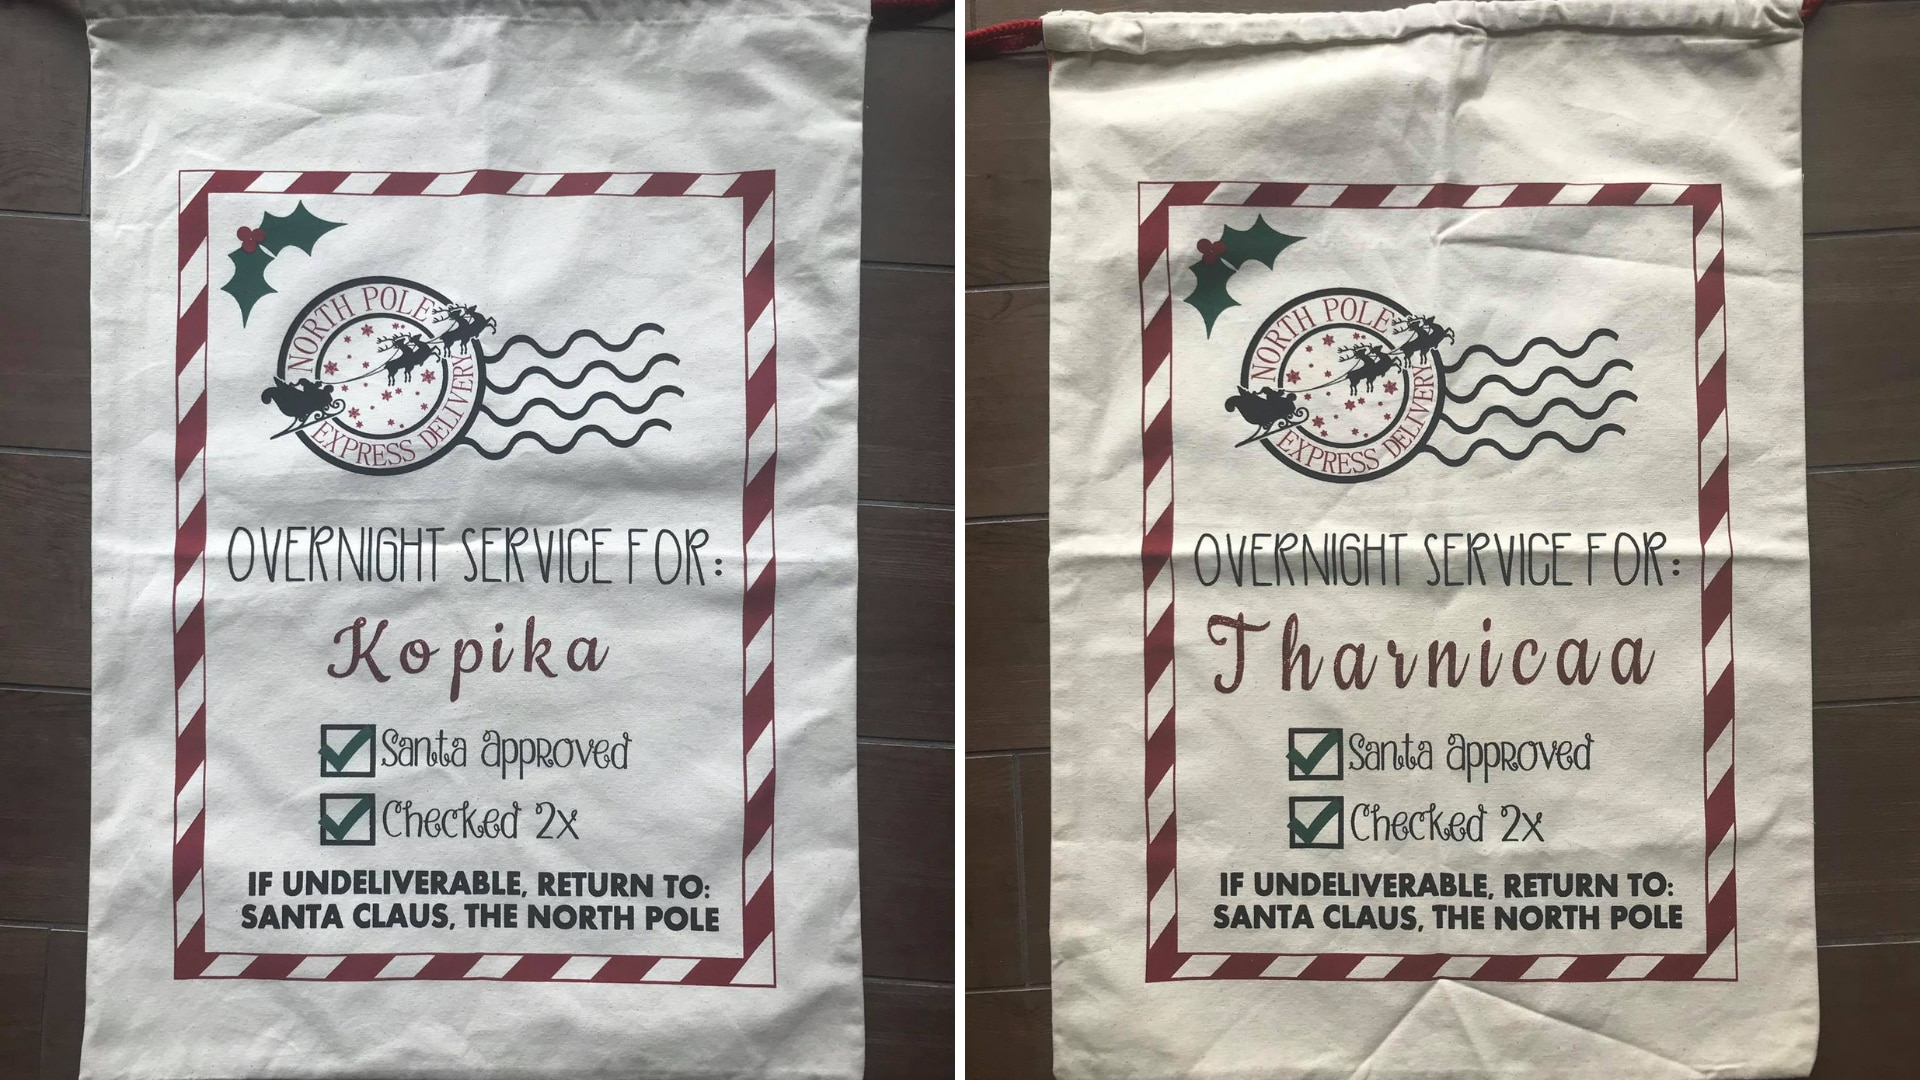 NORTH POLE
EXPRESS DELIVERY
OVERNIGHT SERVICE FOR:
Kopika
Santa approved
Checked 2x
IF UNDELIVERABLE, RETURN TO:
SANTA CLAUS, THE NORTH POLE
NORTH POLE
EXPRESS DELIVERY
OVERNIGHT SERVICE FOR:
Tharnicaa
Santa approved
Checked 2x
IF UNDELIVERABLE, RETURN TO:
SANTA CLAUS, THE NORTH POLE